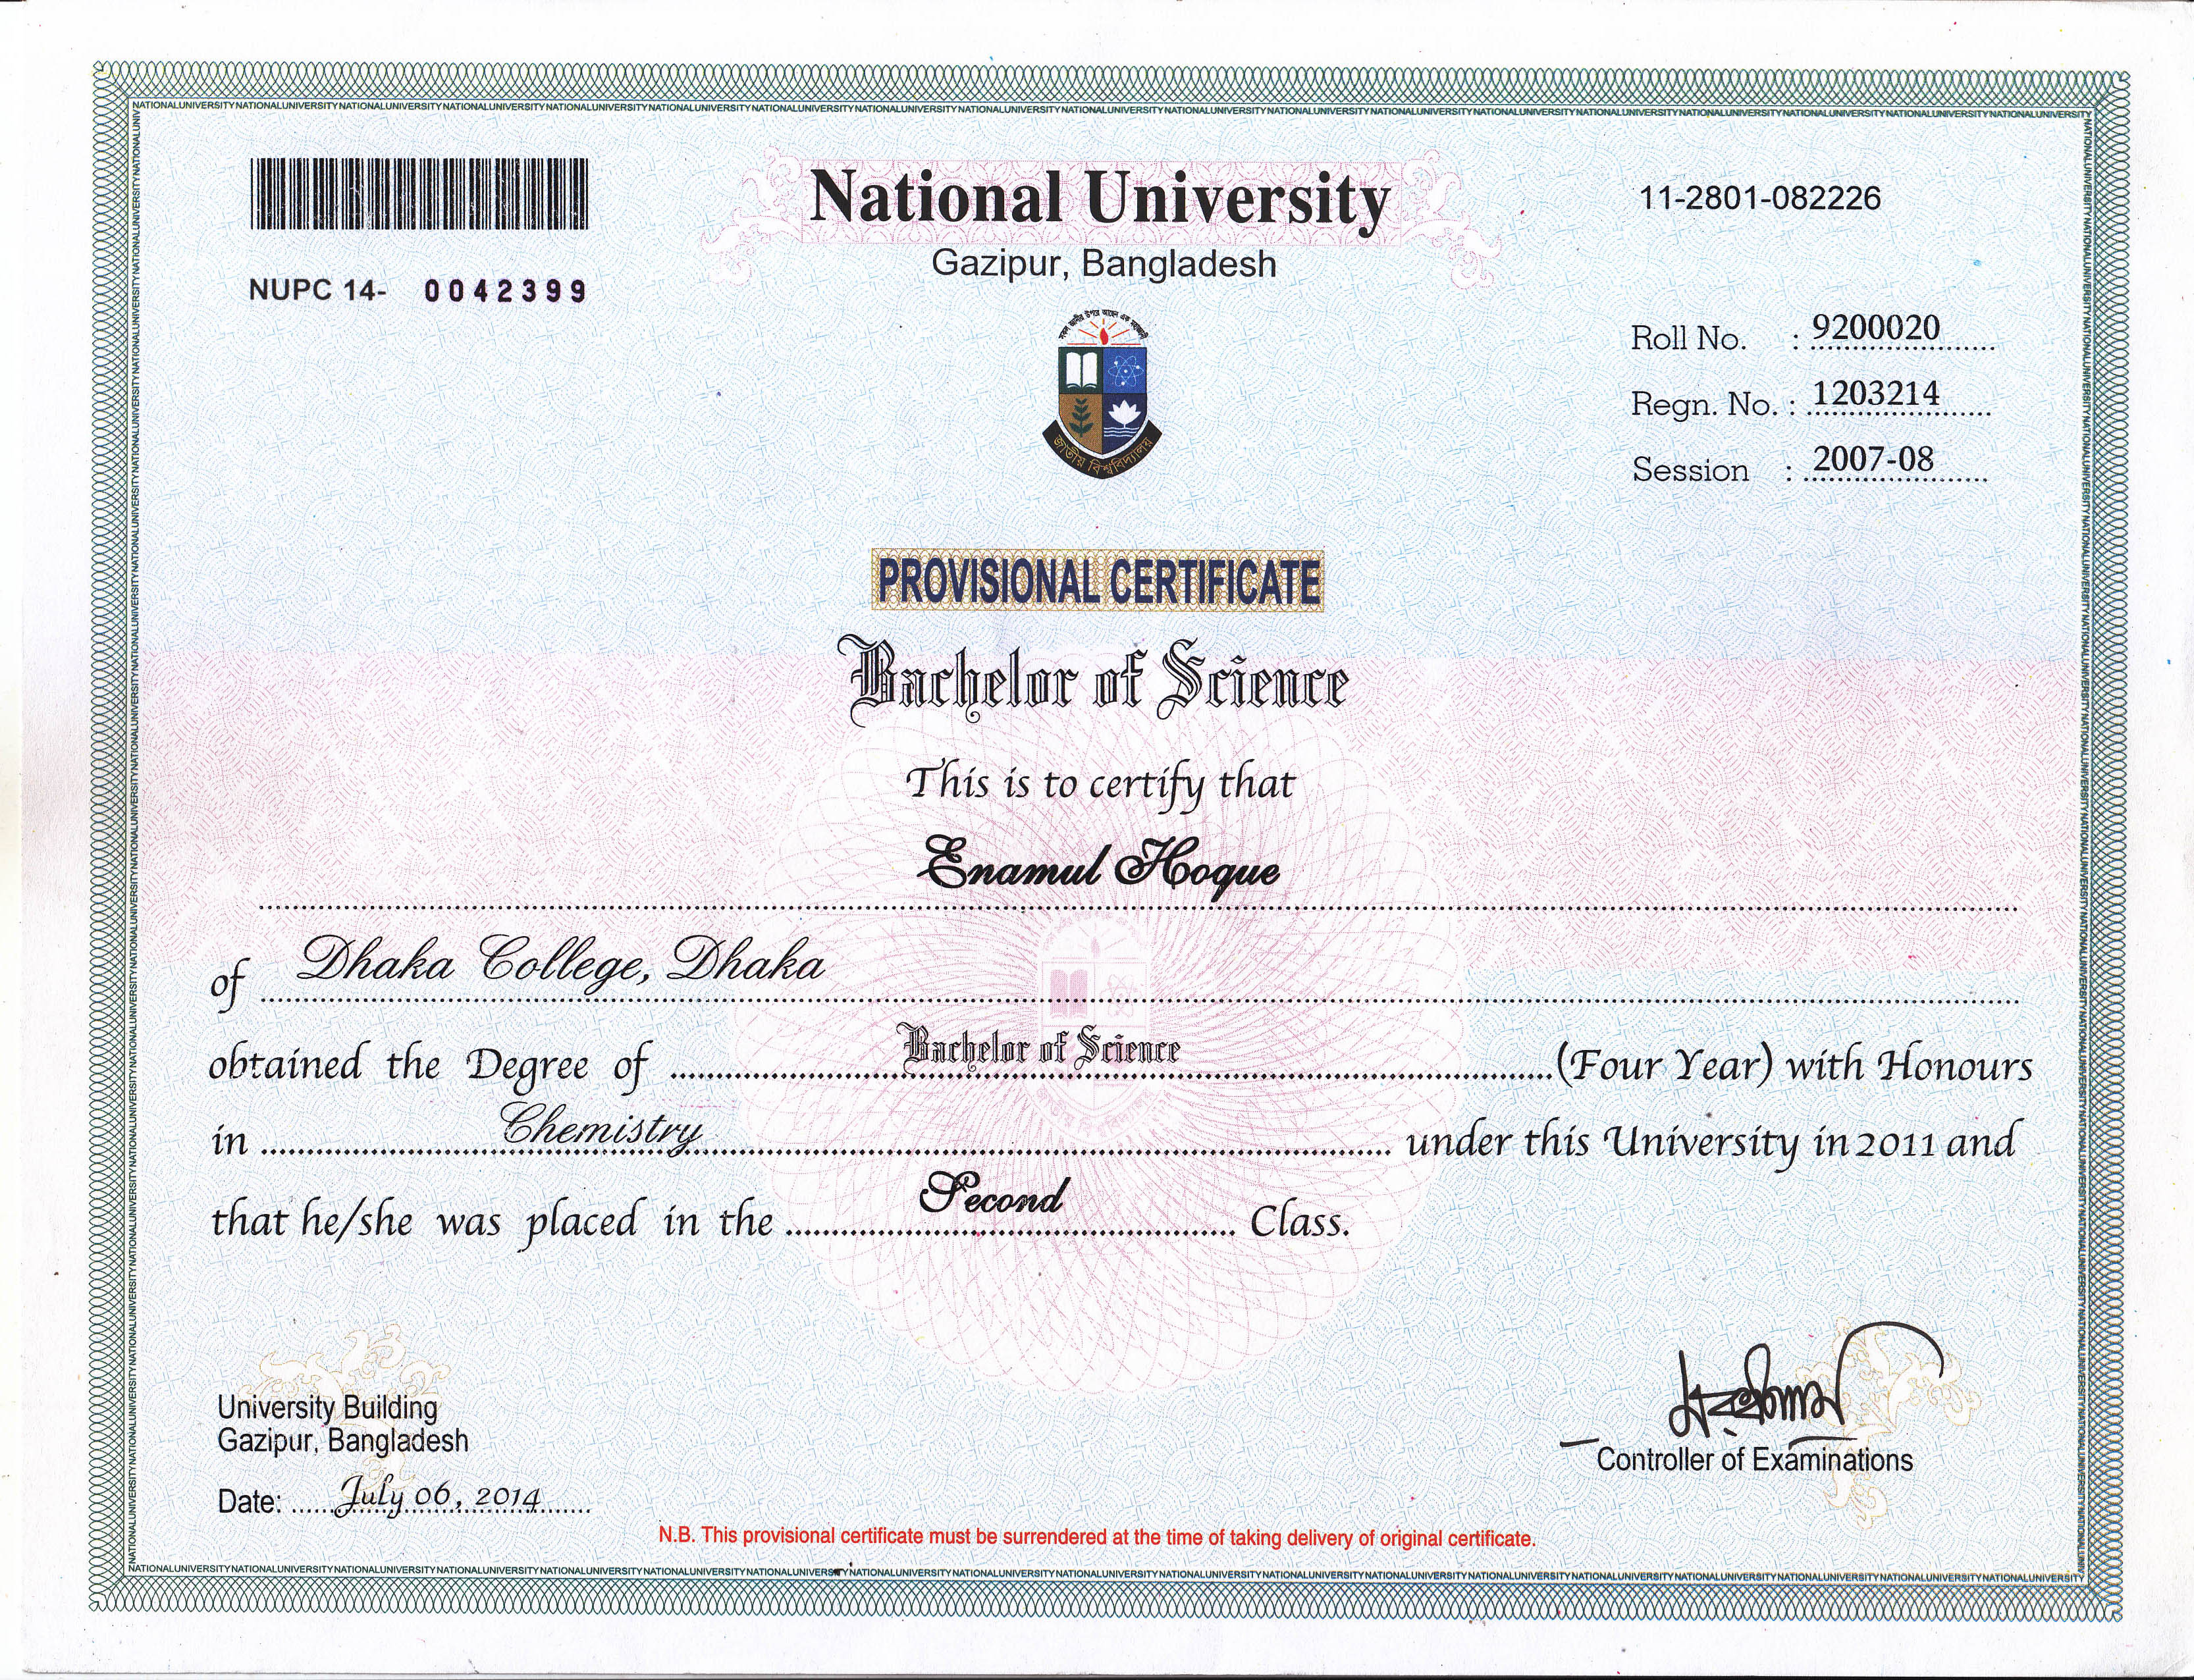 NATIONALUNIVERSITY
National University
Gazipur, Bangladesh
NUPC 14- 0042399
11-2801-082226
Roll No. : 9200020
Regn. No. : 1203214
Session : 2007-08
জাতীয় বিশ্ববিদ্যালয়
PROVISIONAL CERTIFICATE
Bachelor of Science
This is to certify that
Enamul Hoque
of Dhaka College, Dhaka
obtained the Degree of Bachelor of Science (Four Year) with Honours
in Chemistry under this University in 2011 and
that he/she was placed in the Second Class.
University Building
Gazipur, Bangladesh
Date: July 06, 2014
Controller of Examinations
N.B. This provisional certificate must be surrendered at the time of taking delivery of original certificate.